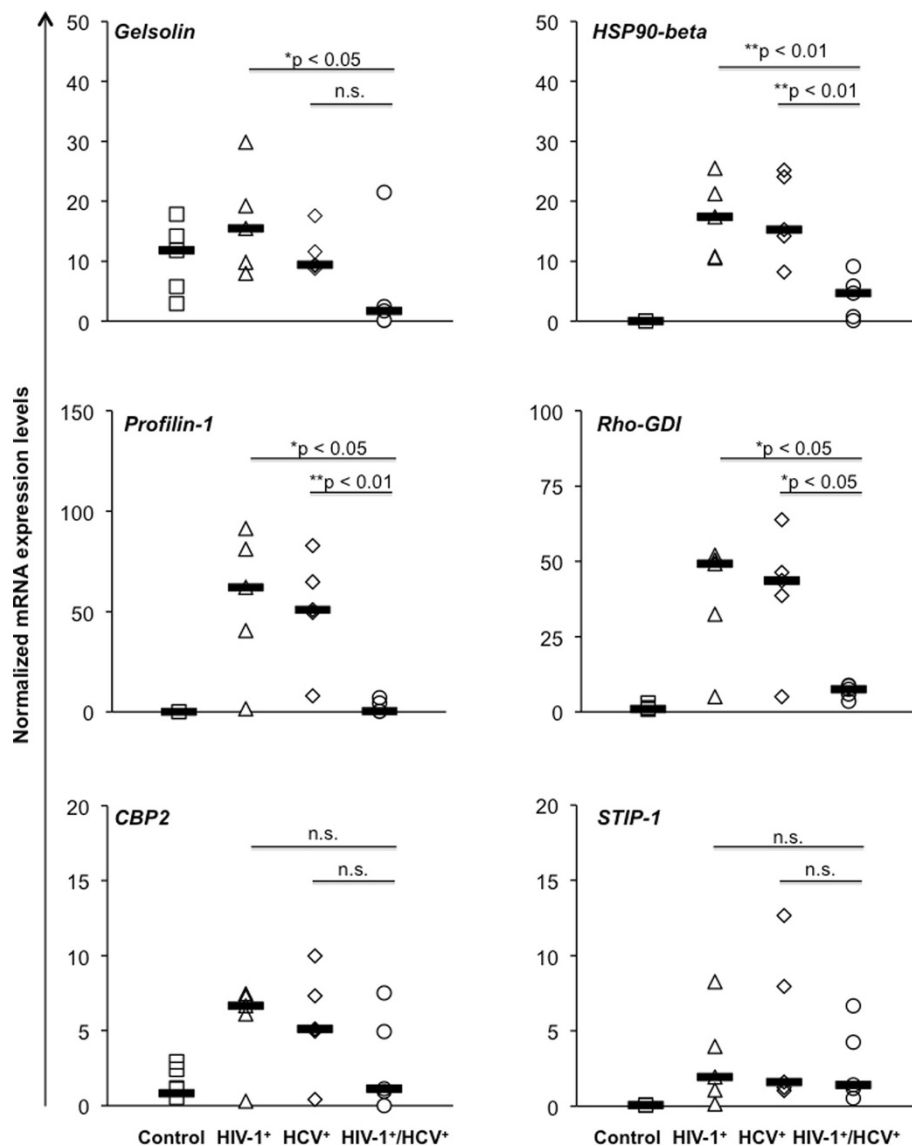 Normalized mRNA expression levels
Gelsolin
50
40
30
20
10
0
*p < 0.05
n.s.
HSP90-beta
50
40
30
20
10
0
**p < 0.01
**p < 0.01
Profilin-1
150
100
50
0
*p < 0.05
**p < 0.01
Rho-GDI
100
75
50
25
0
*p < 0.05
*p < 0.05
CBP2
20
15
10
5
0
n.s.
n.s.
STIP-1
20
15
10
5
0
n.s.
n.s.
Control HIV-1⁺ HCV⁺ HIV-1⁺/HCV⁺
Control HIV-1⁺ HCV⁺ HIV-1⁺/HCV⁺